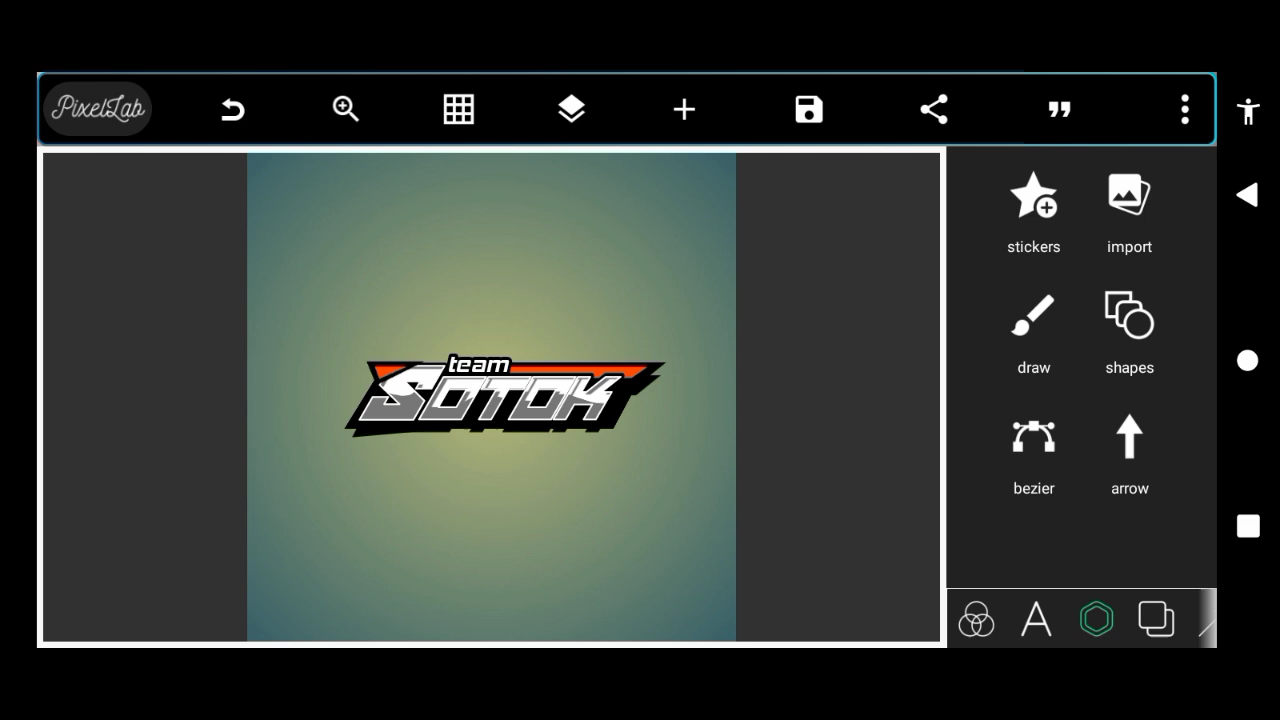 PixelLab
stickers
import
draw
shapes
bezier
arrow
team
SOTOK